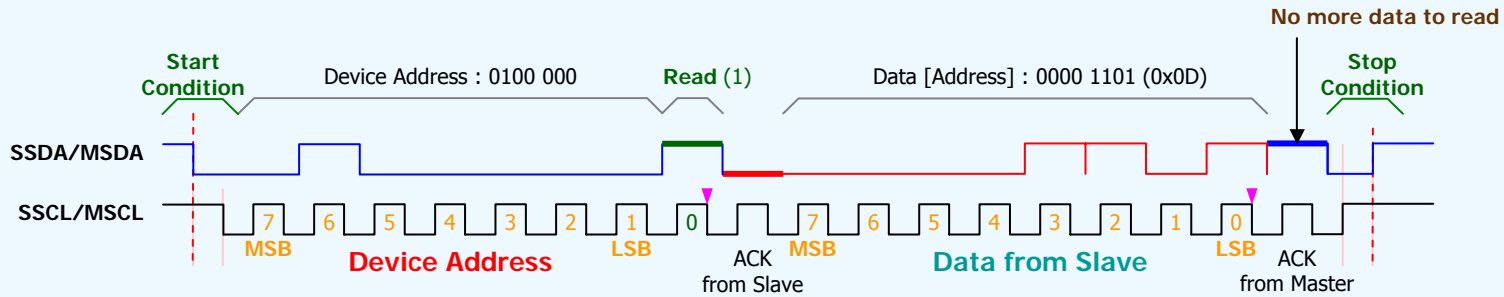 No more data to read
Start
Condition
Device Address : 0100 000
Read (1)
Data [Address] : 0000 1101 (0x0D)
Stop
Condition
SSDA/MSDA
SSCL/MSCL
7 6 5 4 3 2 1 0 7 6 5 4 3 2 1 0
MSB LSB MSB LSB
Device Address
ACK
from Slave
Data from Slave
ACK
from Master